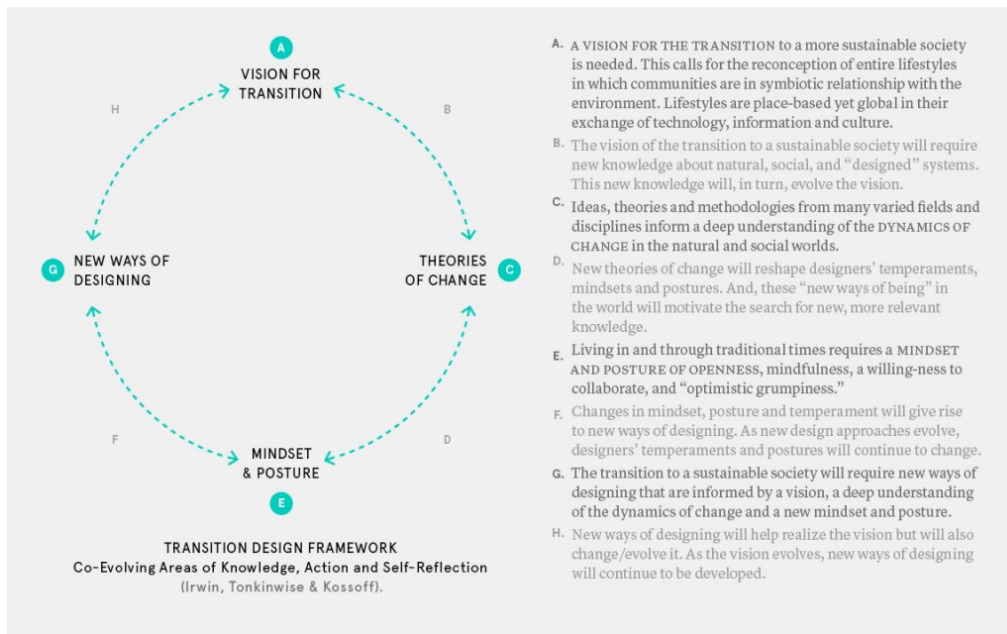 A
VISION FOR
TRANSITION
H
B
G
NEW WAYS OF
DESIGNING
THEORIES
OF CHANGE
C
F
D
MINDSET
& POSTURE
E
TRANSITION DESIGN FRAMEWORK
Co-Evolving Areas of Knowledge, Action and Self-Reflection
(Irwin, Tonkinwise & Kossoff).
A. A VISION FOR THE TRANSITION to a more sustainable society
is needed. This calls for the reconception of entire lifestyles
in which communities are in symbiotic relationship with the
environment. Lifestyles are place-based yet global in their
exchange of technology, information and culture.
B. The vision of the transition to a sustainable society will require
new knowledge about natural, social, and “designed” systems.
This new knowledge will, in turn, evolve the vision.
C. Ideas, theories and methodologies from many varied fields and
disciplines inform a deep understanding of the DYNAMICS OF
CHANGE in the natural and social worlds.
D. New theories of change will reshape designers’ temperaments,
mindsets and postures. And, these “new ways of being” in
the world will motivate the search for new, more relevant
knowledge.
E. Living in and through traditional times requires a MINDSET
AND POSTURE OF OPENNESS, mindfulness, a willing-ness to
collaborate, and “optimistic grumpiness.”
F. Changes in mindset, posture and temperament will give rise
to new ways of designing. As new design approaches evolve,
designers’ temperaments and postures will continue to change.
G. The transition to a sustainable society will require new ways of
designing that are informed by a vision, a deep understanding
of the dynamics of change and a new mindset and posture.
H. New ways of designing will help realize the vision but will also
change/evolve it. As the vision evolves, new ways of designing
will continue to be developed.